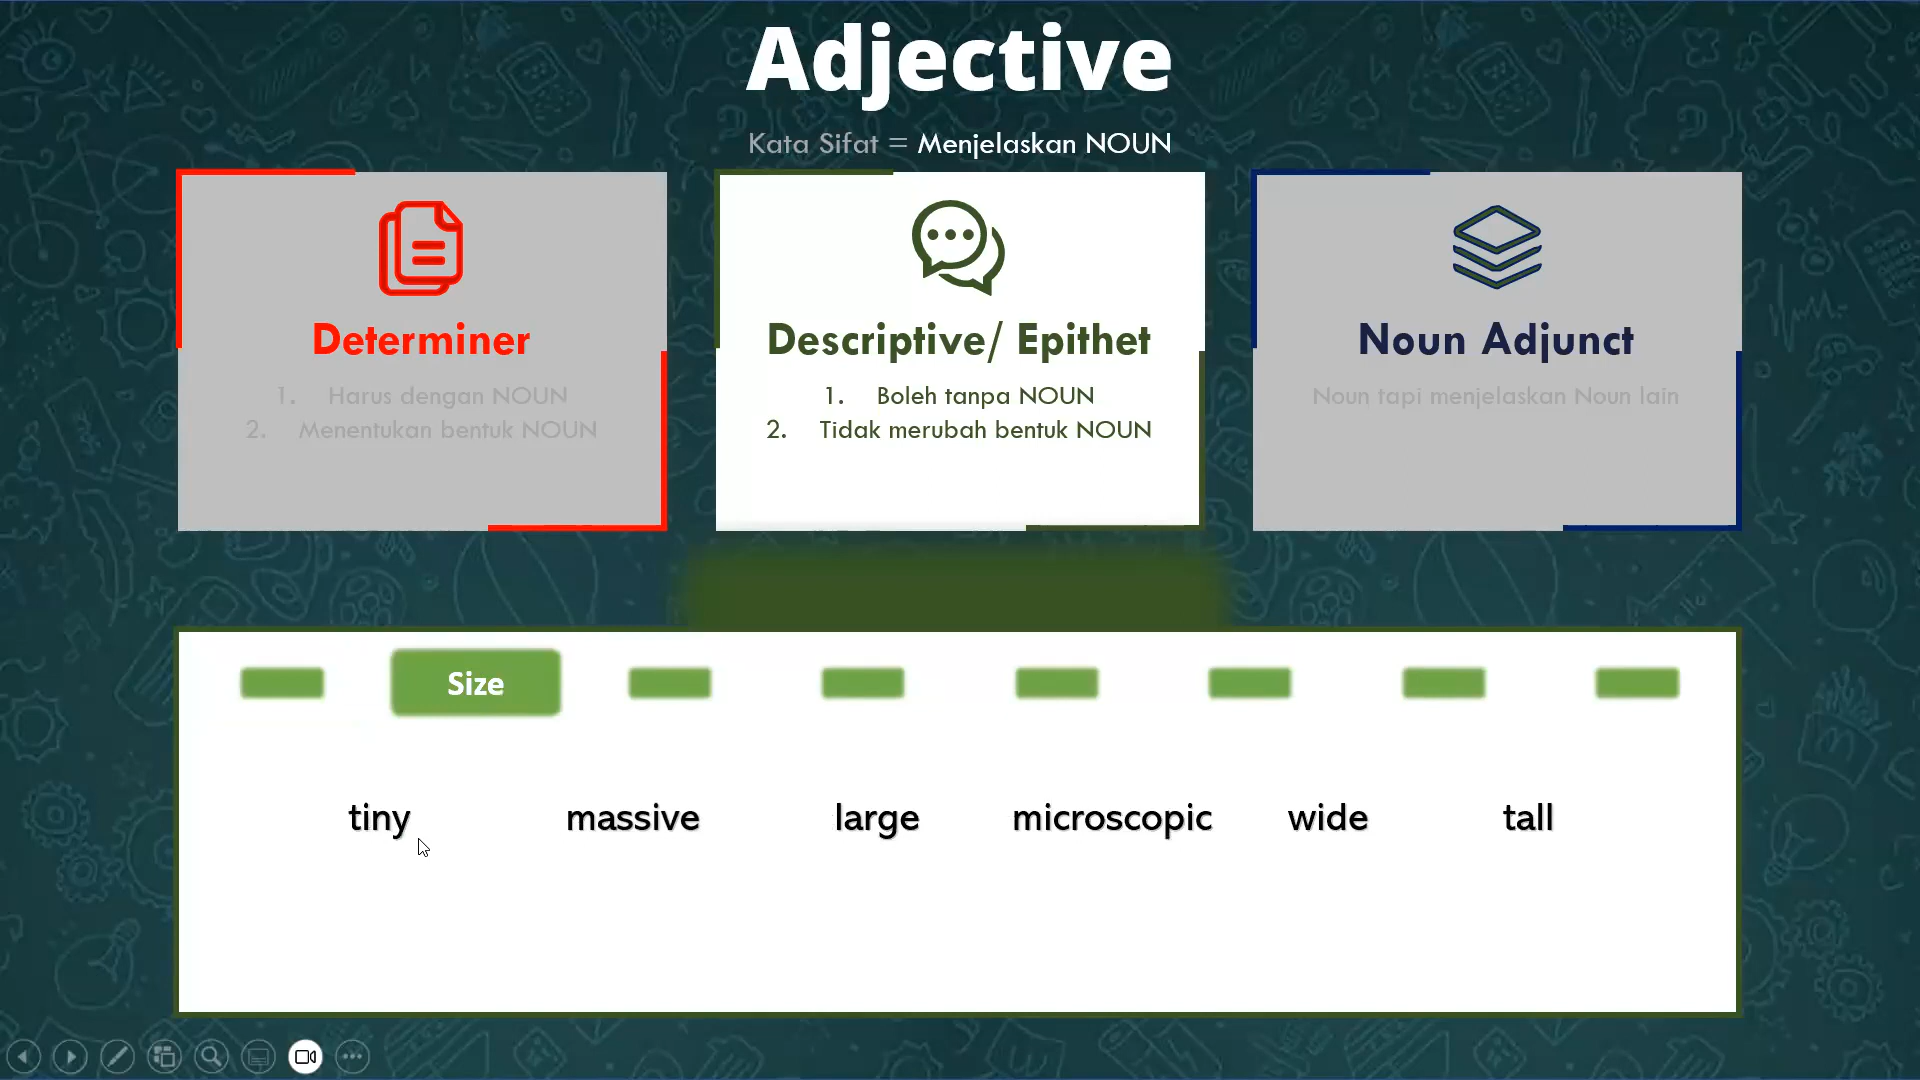 Adjective
Kata Sifat = Menjelaskan NOUN
Determiner
1. Harus dengan NOUN
2. Menentukan bentuk NOUN
Descriptive/ Epithet
1. Boleh tanpa NOUN
2. Tidak merubah bentuk NOUN
Noun Adjunct
Noun tapi menjelaskan Noun lain
Size
tiny massive large microscopic wide tall